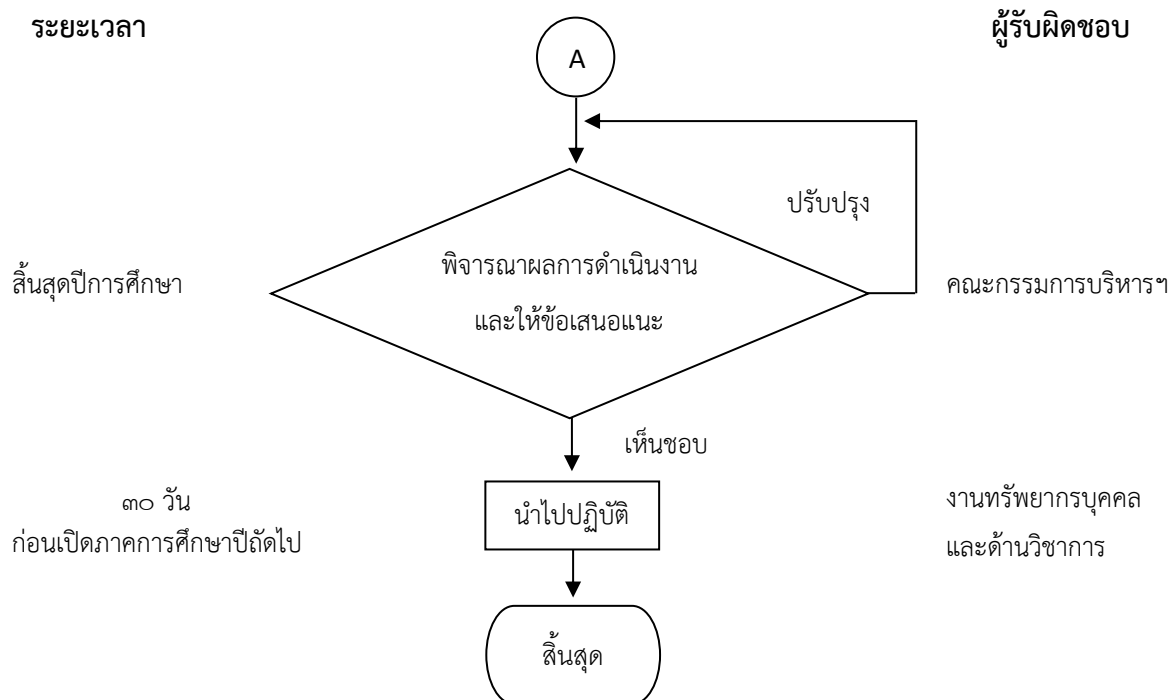 ระยะเวลา
ผู้รับผิดชอบ
A
ปรับปรุง
สิ้นสุดปีการศึกษา
พิจารณาผลการดำเนินงาน
และให้ข้อเสนอแนะ
คณะกรรมการบริหารฯ
เห็นชอบ
๓๐ วัน
ก่อนเปิดภาคการศึกษาปีถัดไป
นำไปปฏิบัติ
งานทรัพยากรบุคคล
และด้านวิชาการ
สิ้นสุด